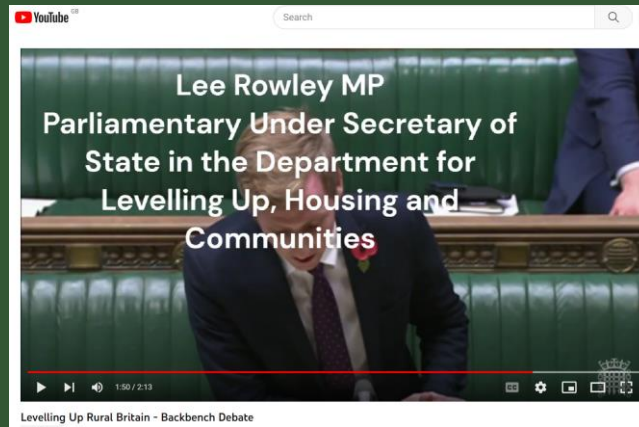 YouTube GB
Search
Lee Rowley MP
Parliamentary Under Secretary of
State in the Department for
Levelling Up, Housing and
Communities
1:50 / 2:13
CC
Levelling Up Rural Britain - Backbench Debate